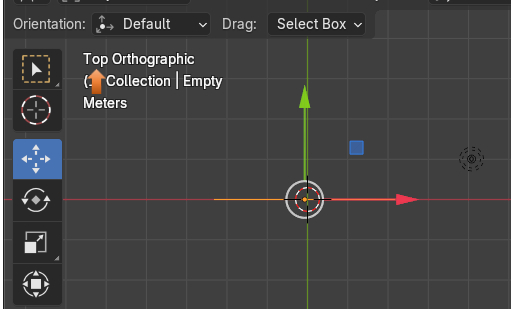 Orientation: Default Drag: Select Box
Top Orthographic
( Collection | Empty
Meters